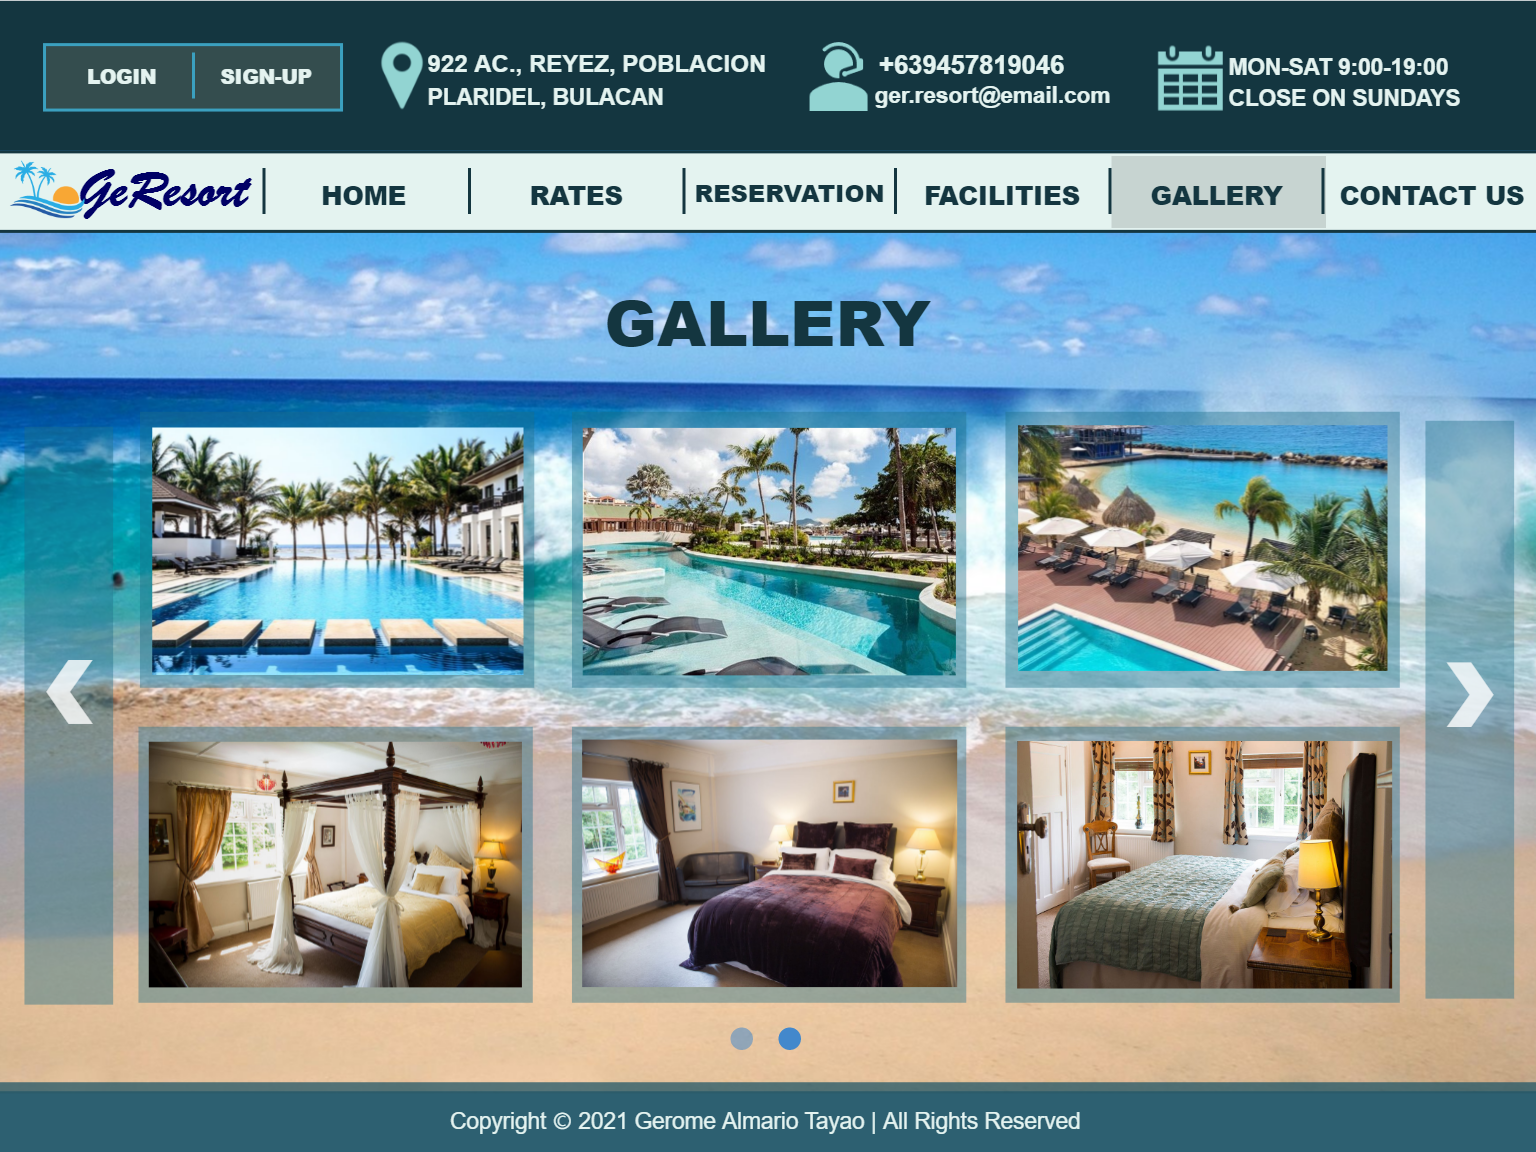 LOGIN
SIGN-UP
922 AC., REYEZ, POBLACION
PLARIDEL, BULACAN
+639457819046
ger.resort@email.com
MON-SAT 9:00-19:00
CLOSE ON SUNDAYS
GeResort
HOME
RATES
RESERVATION
FACILITIES
GALLERY
CONTACT US
GALLERY
Copyright © 2021 Gerome Almario Tayao | All Rights Reserved